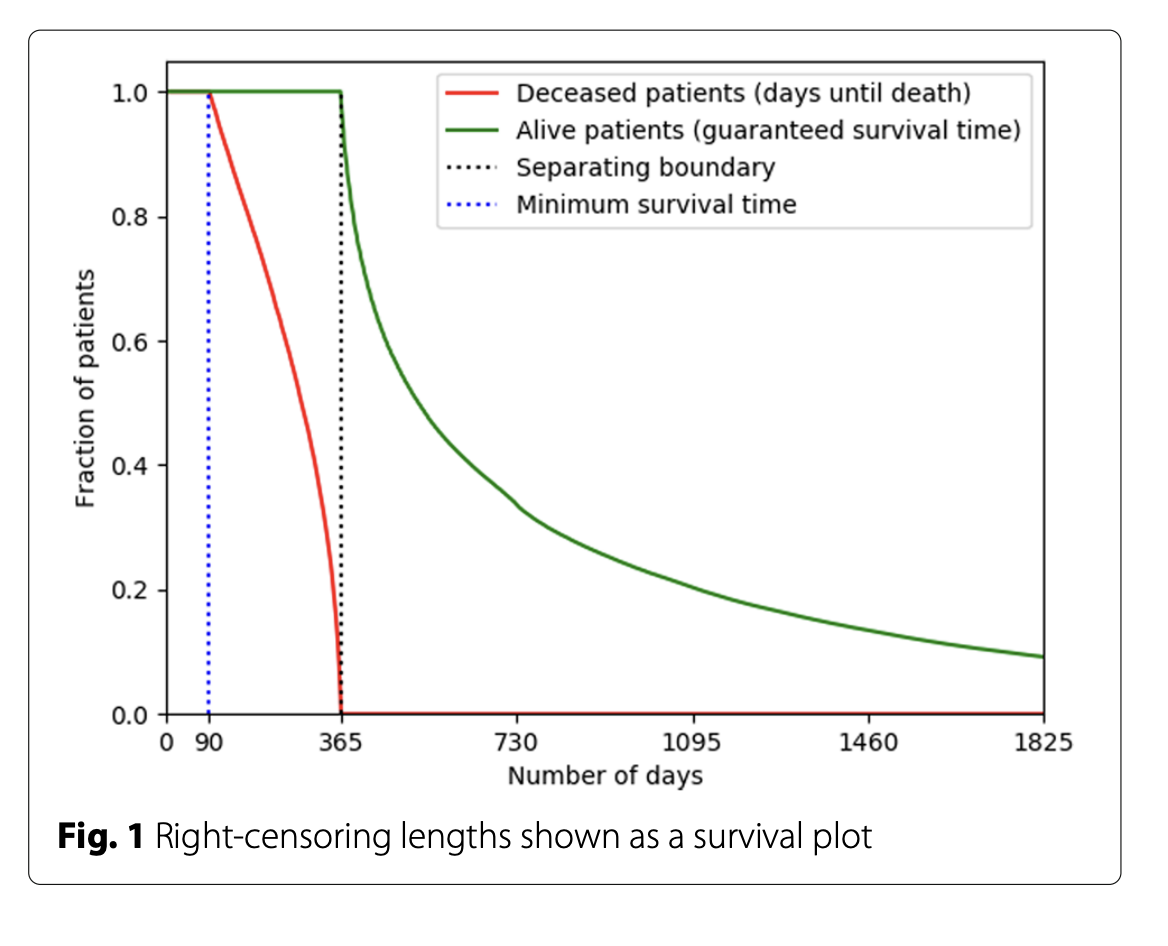 1.0
0.8
0.6
0.4
0.2
0.0
Fraction of patients
Deceased patients (days until death)
Alive patients (guaranteed survival time)
Separating boundary
Minimum survival time
0 90 365 730 1095 1460 1825
Number of days
Fig. 1 Right-censoring lengths shown as a survival plot